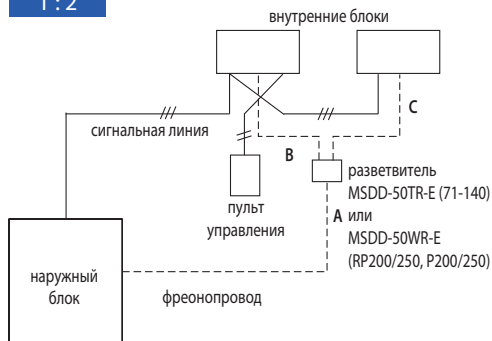 1 : 2
внутренние блоки
сигнальная линия
C
B
разветвитель
MSDD-50TR-E (71-140)
A или
MSDD-50WR-E
(RP200/250, P200/250)
пульт
управления
наружный
блок
фреонопровод